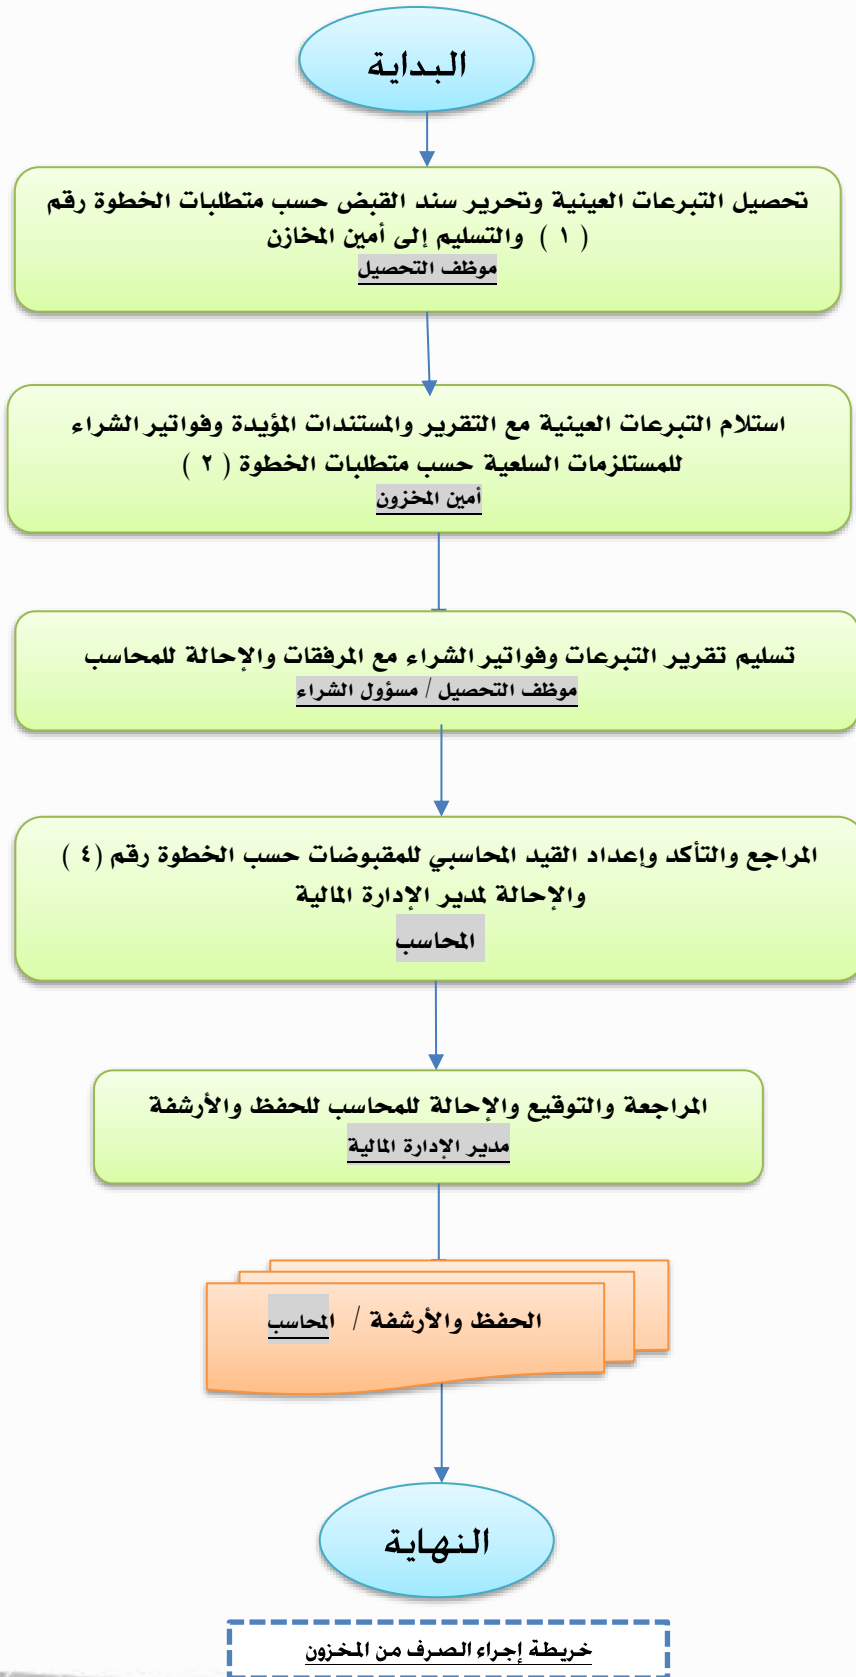 البداية
تحصيل التبرعات العينية وتحرير سند القبض حسب متطلبات الخطوة رقم
( ١ ) والتسليم إلى أمين المخازن
موظف التحصيل
استلام التبرعات العينية مع التقرير والمستندات المؤيدة وفواتير الشراء
للمستلزمات السلعية حسب متطلبات الخطوة ( ٢ )
أمين المخزون
تسليم تقرير التبرعات وفواتير الشراء مع المرفقات والإحالة للمحاسب
موظف التحصيل / مسؤول الشراء
المراجع والتأكد وإعداد القيد المحاسبي للمقبوضات حسب الخطوة رقم (٤ )
والإحالة لمدير الإدارة المالية
المحاسب
المراجعة والتوقيع والإحالة للمحاسب للحفظ والأرشفة
مدير الإدارة المالية
الحفظ والأرشفة / المحاسب
النهاية
خريطة إجراء الصرف من المخزون